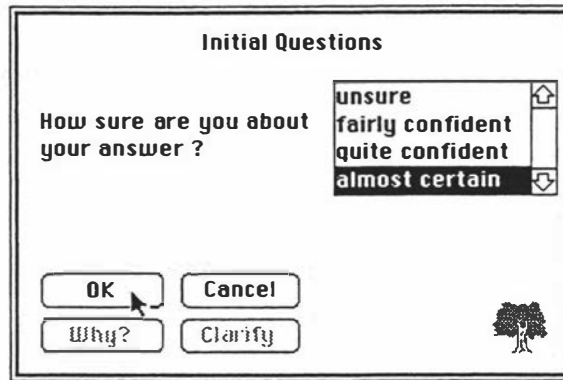 Initial Questions
How sure are you about
your answer ?
unsure
fairly confident
quite confident
almost certain
OK
Cancel
Why?
Clarify